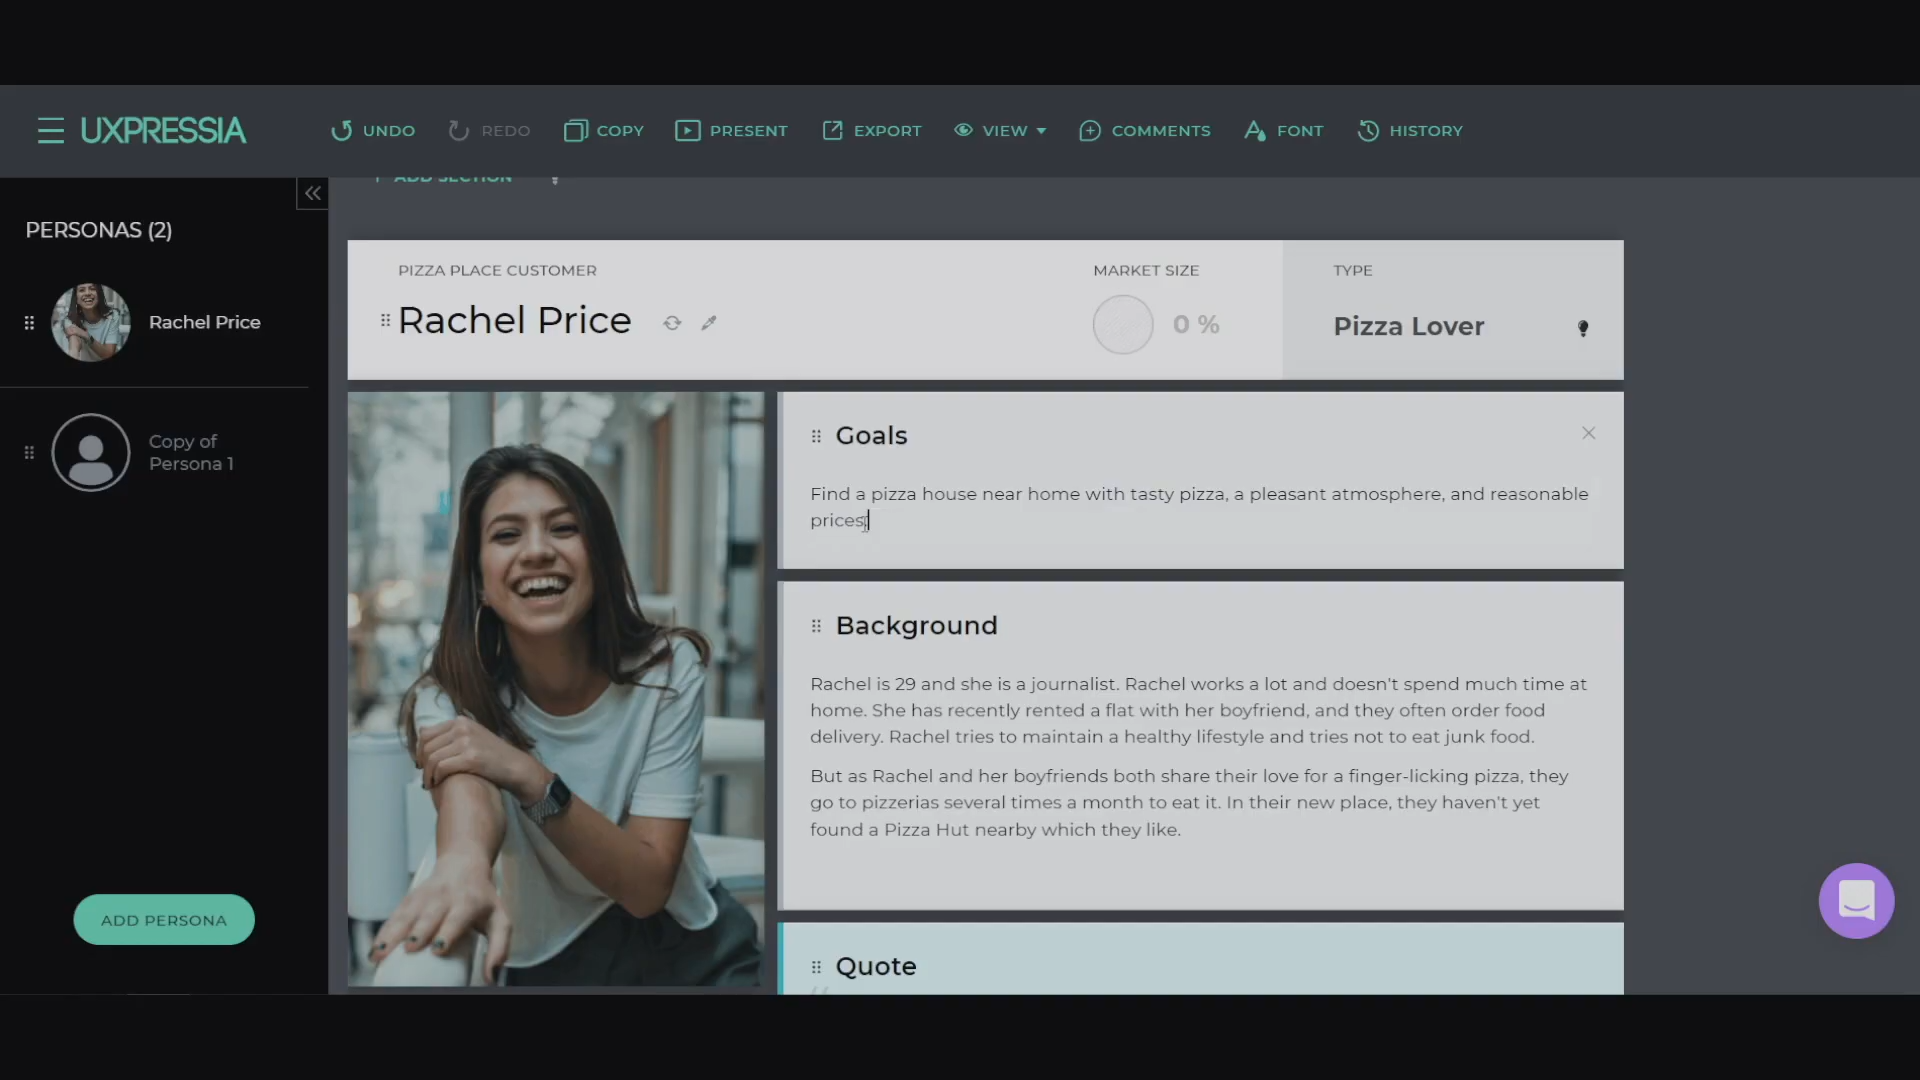 UXPRESSIA
UNDO
REDO
COPY
PRESENT
EXPORT
VIEW
COMMENTS
FONT
HISTORY
ADD SECTION
PERSONAS (2)
Rachel Price
Copy of
Persona 1
ADD PERSONA
PIZZA PLACE CUSTOMER
Rachel Price
MARKET SIZE
0 %
TYPE
Pizza Lover
Goals
Find a pizza house near home with tasty pizza, a pleasant atmosphere, and reasonable
prices.
Background
Rachel is 29 and she is a journalist. Rachel works a lot and doesn't spend much time at
home. She has recently rented a flat with her boyfriend, and they often order food
delivery. Rachel tries to maintain a healthy lifestyle and tries not to eat junk food.
But as Rachel and her boyfriends both share their love for a finger-licking pizza, they
go to pizzerias several times a month to eat it. In their new place, they haven't yet
found a Pizza Hut nearby which they like.
Quote